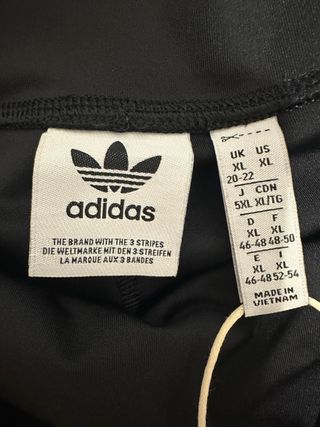 adidas
THE BRAND WITH THE 3 STRIPES
DIE WELTMARKE MIT DEN 3 STREIFEN
LA MARQUE AUX 3 BANDES
UK US
XL XL
20-22
J CDN
5XL XL/TG
D F
XL XL
46-48 48-50
E I
XL XL
46-48 52-54
MADE IN
VIETNAM